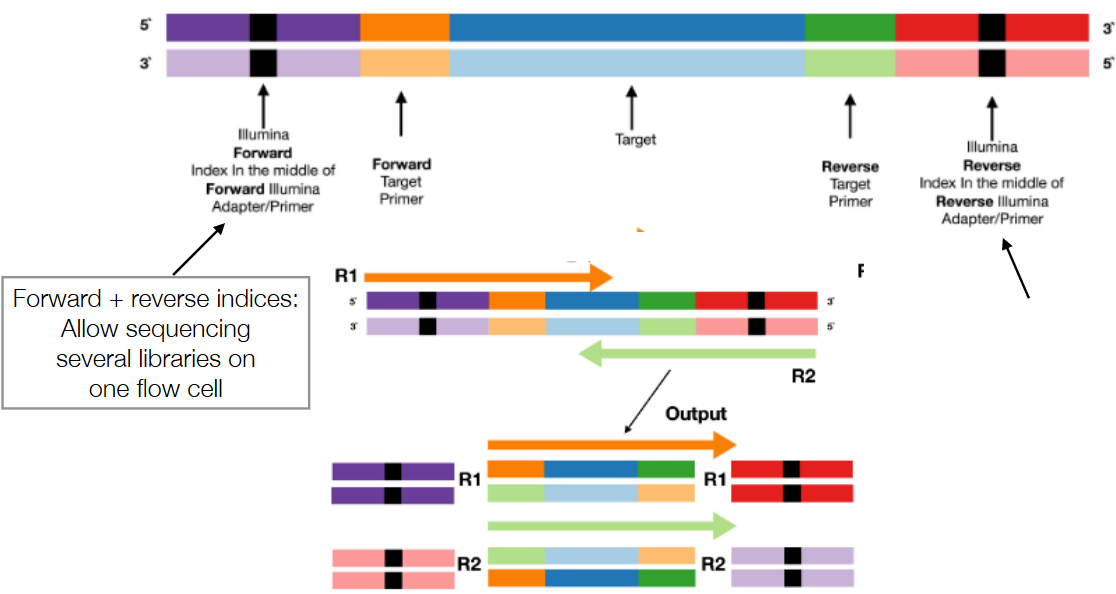 5`
3`
3`
5`
Illumina
Forward
Index In the middle of
Forward Illumina
Adapter/Primer
Forward
Target
Primer
Target
Reverse
Target
Primer
Illumina
Reverse
Index In the middle of
Reverse Illumina
Adapter/Primer
Forward + reverse indices:
Allow sequencing
several libraries on
one flow cell
R1
5`
3`
3`
5`
R2
Output
R1
R1
R2
R2